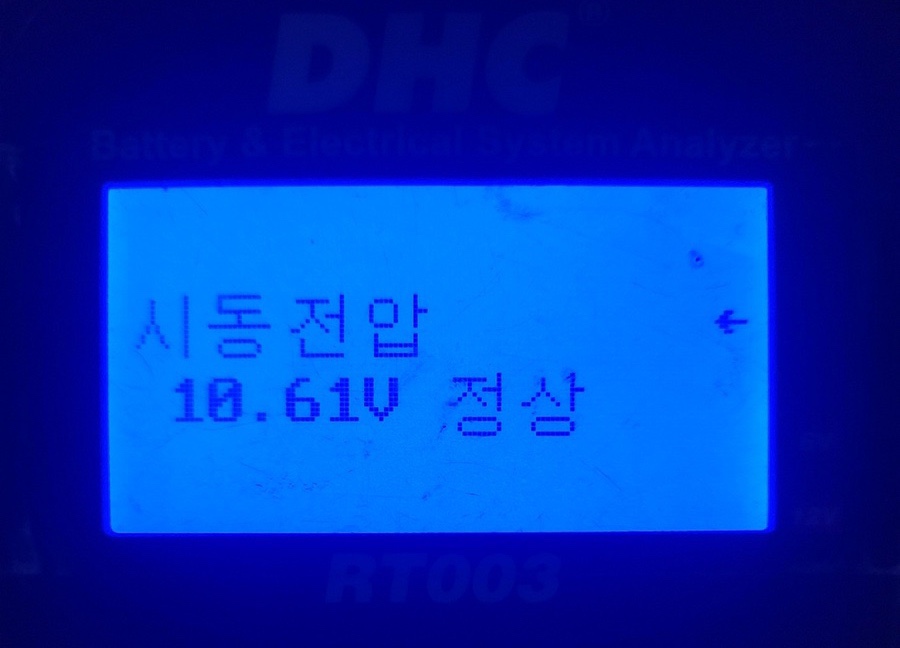 DHC
Battery & Electrical System Analyzer
시동전압 ←
10.61V 정상
RT003